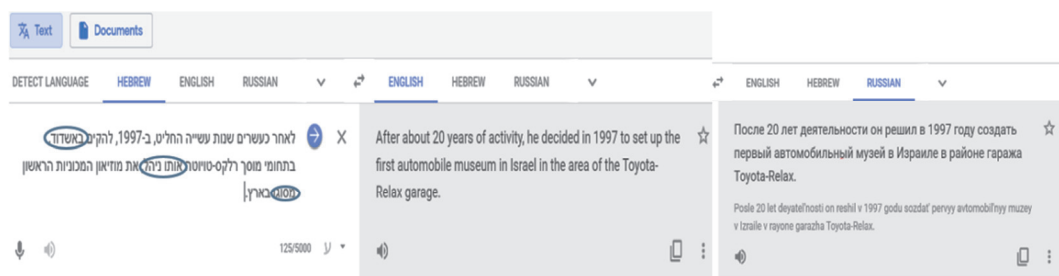 Text
Documents
DETECT LANGUAGE HEBREW ENGLISH RUSSIAN
ENGLISH HEBREW RUSSIAN
ENGLISH HEBREW RUSSIAN
לאחר כעשרים שנות עשייה החליט, ב-1997, להקים באשדוד,
בתחומי מוסך רלקס-טויוטה אותו ניהל את מוזיאון המכוניות הראשון
מסוגו בארץ.
125/5000
After about 20 years of activity, he decided in 1997 to set up the
first automobile museum in Israel in the area of the Toyota-
Relax garage.
После 20 лет деятельности он решил в 1997 году создать
первый автомобильный музей в Израиле в районе гаража
Toyota-Relax.
Posle 20 let deyatel'nosti on reshil v 1997 godu sozdat' pervyy avtomobil'nyy muzey
v Izraile v rayone garazha Toyota-Relax.